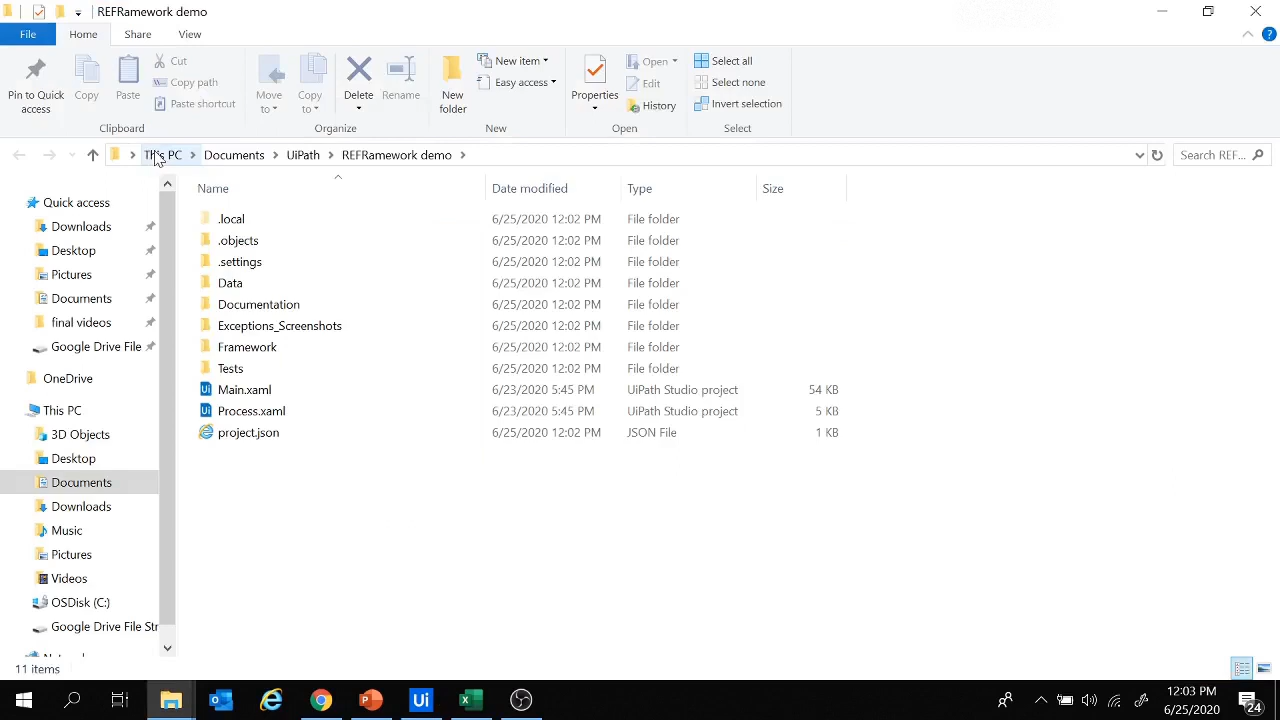 REFRamework demo
File Home Share View
Pin to Quick access
Copy
Paste
Cut
Copy path
Paste shortcut
Clipboard
Move to
Copy to
Delete
Rename
Organize
New folder
New item
Easy access
New
Properties
Open
Edit
History
Open
Select all
Select none
Invert selection
Select
This PC > Documents > UiPath > REFRamework demo >
Search REF...
Name Date modified Type Size
.local 6/25/2020 12:02 PM File folder
.objects 6/25/2020 12:02 PM File folder
.settings 6/25/2020 12:02 PM File folder
Data 6/25/2020 12:02 PM File folder
Documentation 6/25/2020 12:02 PM File folder
Exceptions_Screenshots 6/25/2020 12:02 PM File folder
Framework 6/25/2020 12:02 PM File folder
Tests 6/25/2020 12:02 PM File folder
Main.xaml 6/23/2020 5:45 PM UiPath Studio project 54 KB
Process.xaml 6/23/2020 5:45 PM UiPath Studio project 5 KB
project.json 6/25/2020 12:02 PM JSON File 1 KB
Quick access
Downloads
Desktop
Pictures
Documents
final videos
Google Drive File
OneDrive
This PC
3D Objects
Desktop
Documents
Downloads
Music
Pictures
Videos
OSDisk (C:)
Google Drive File Str
11 items
Ui
12:03 PM
6/25/2020
24